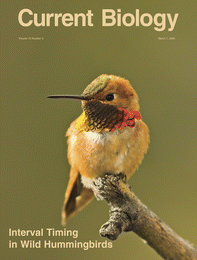 Current Biology
Interval Timing
in Wild Hummingbirds